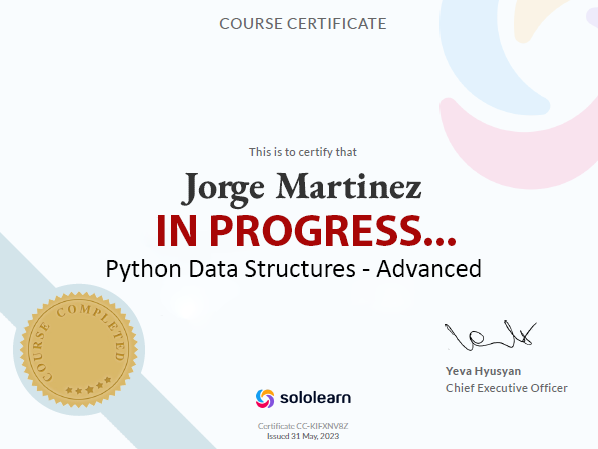 COURSE CERTIFICATE
This is to certify that
Jorge Martinez
IN PROGRESS...
Python Data Structures - Advanced
COURSE COMPLETED
Yeva Hyusyan
Chief Executive Officer
sololearn
Certificate CC-KIFXNV8Z
Issued 31 May, 2023